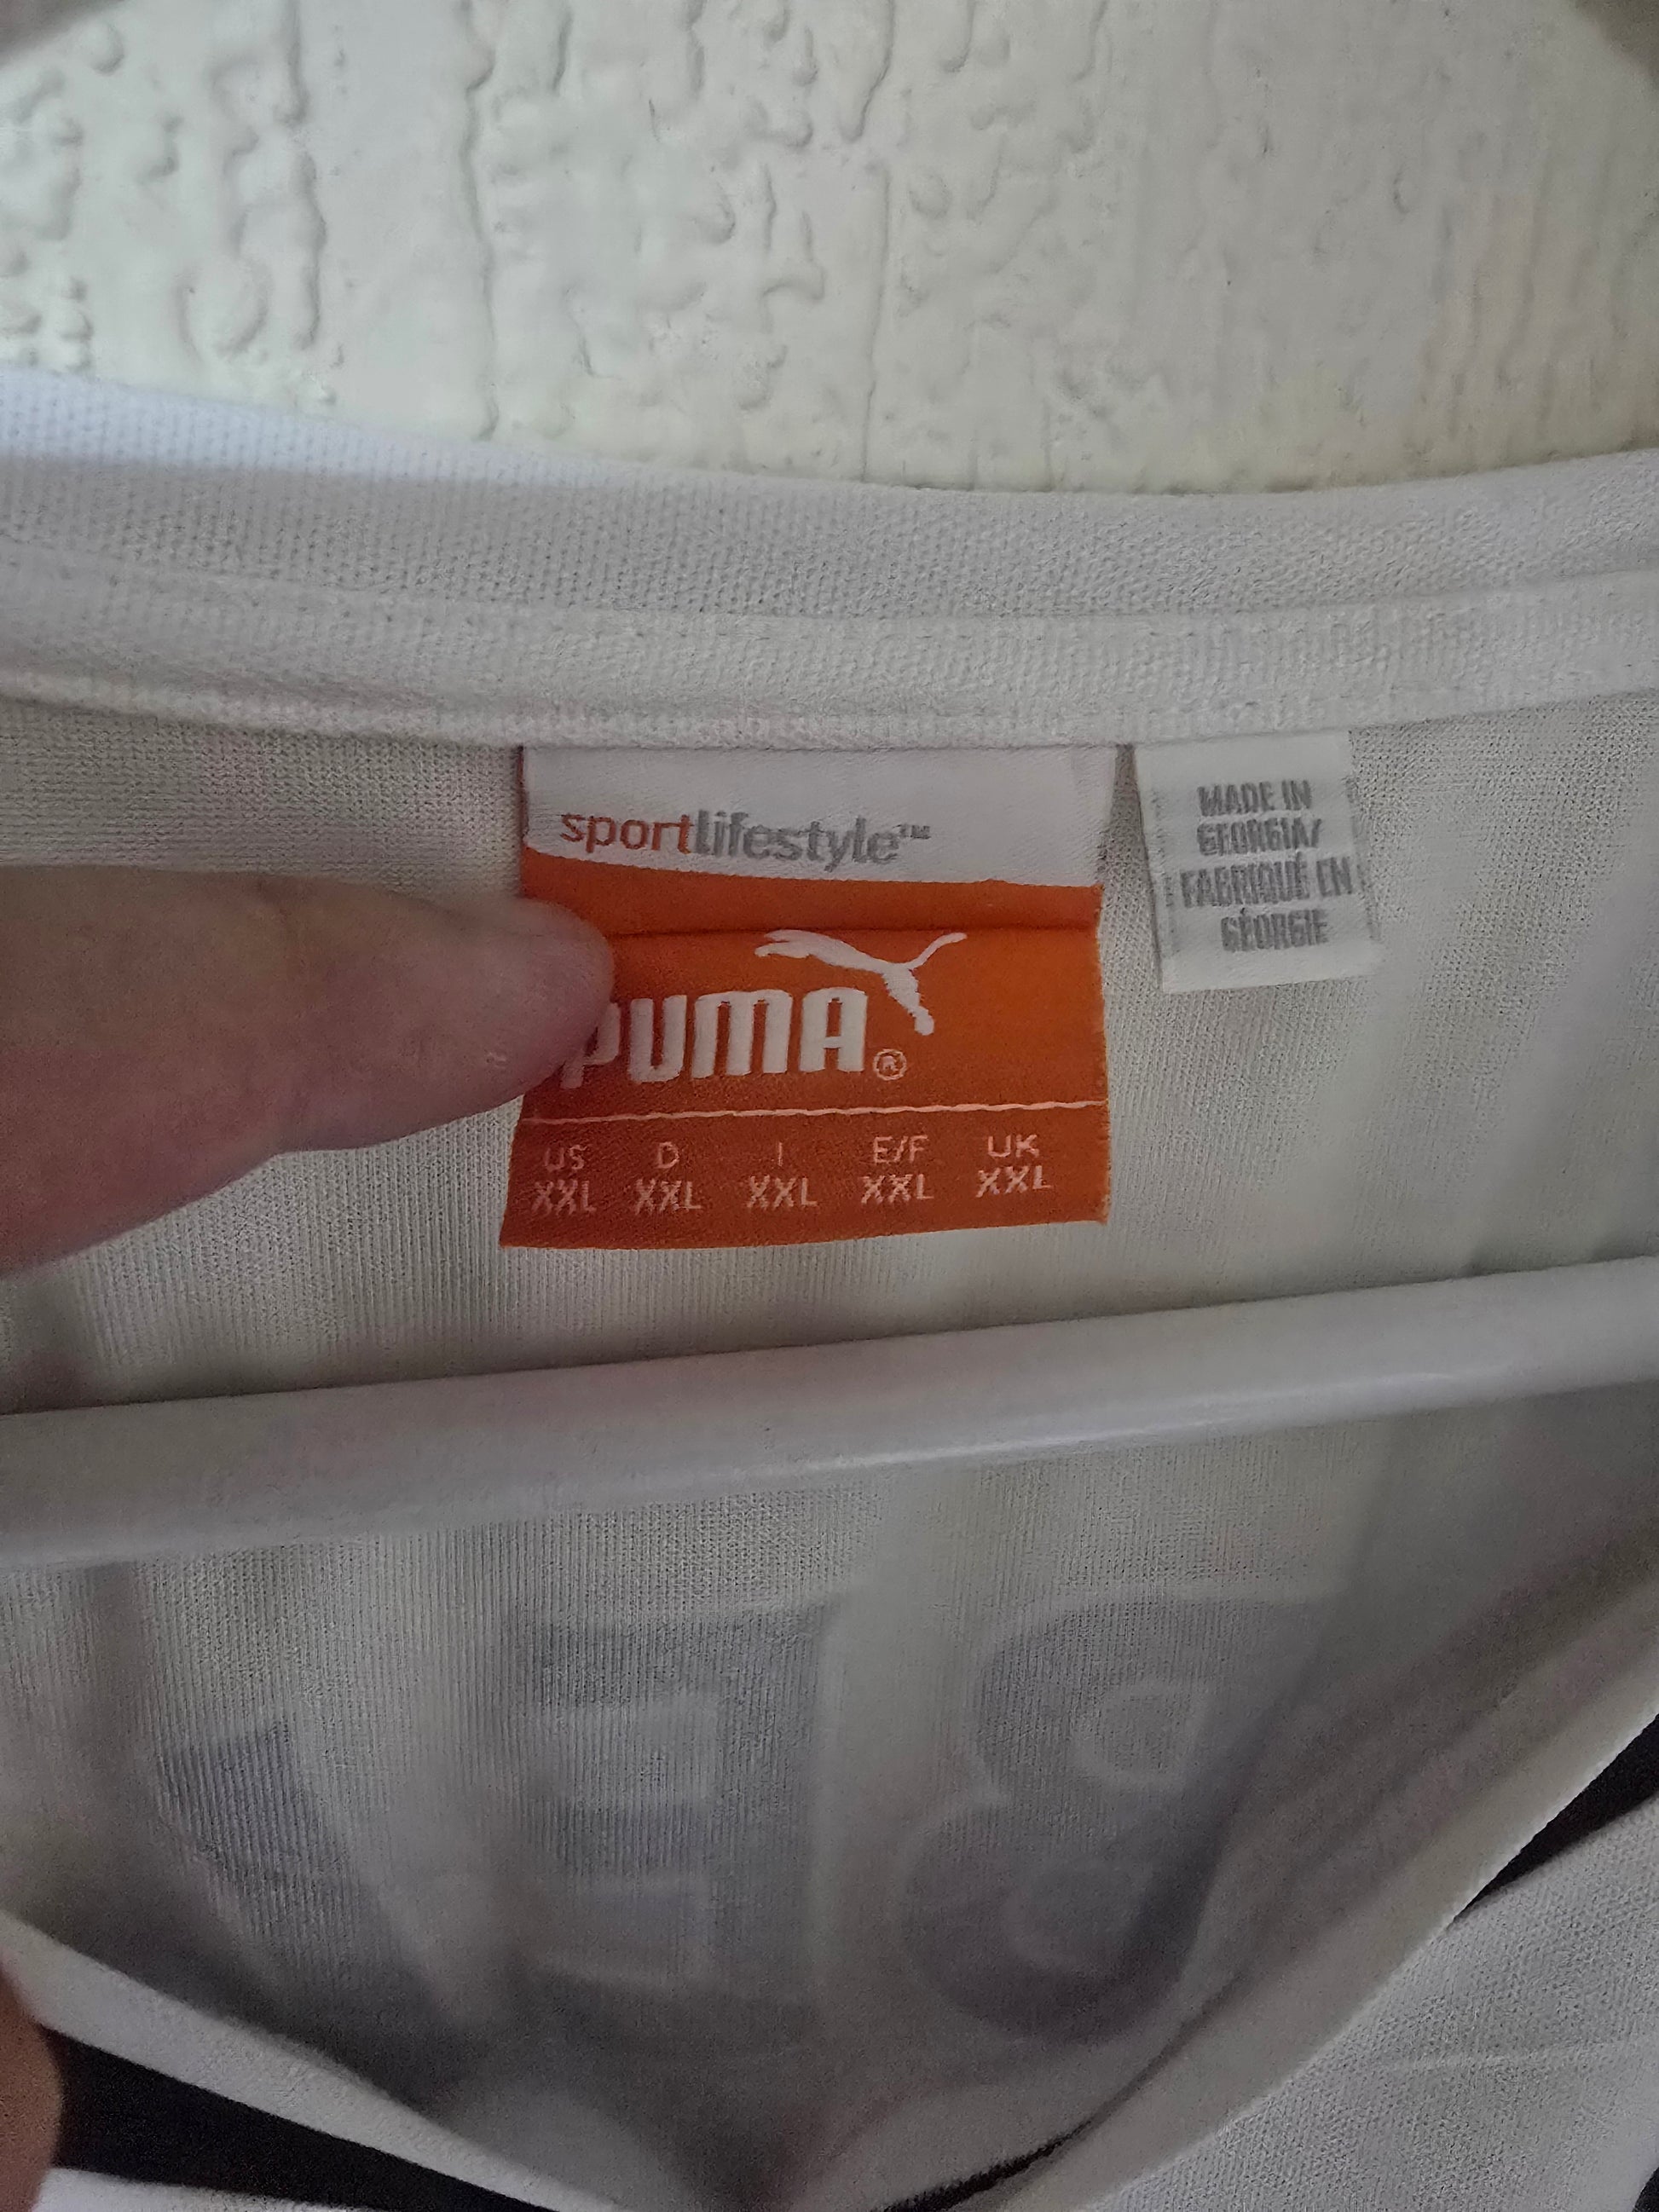 sportlifestyle™
PUMA®
US D I E/F UK
XXL XXL XXL XXL XXL
MADE IN
GEORGIA/
FABRIQUÉ EN
GÉORGIE